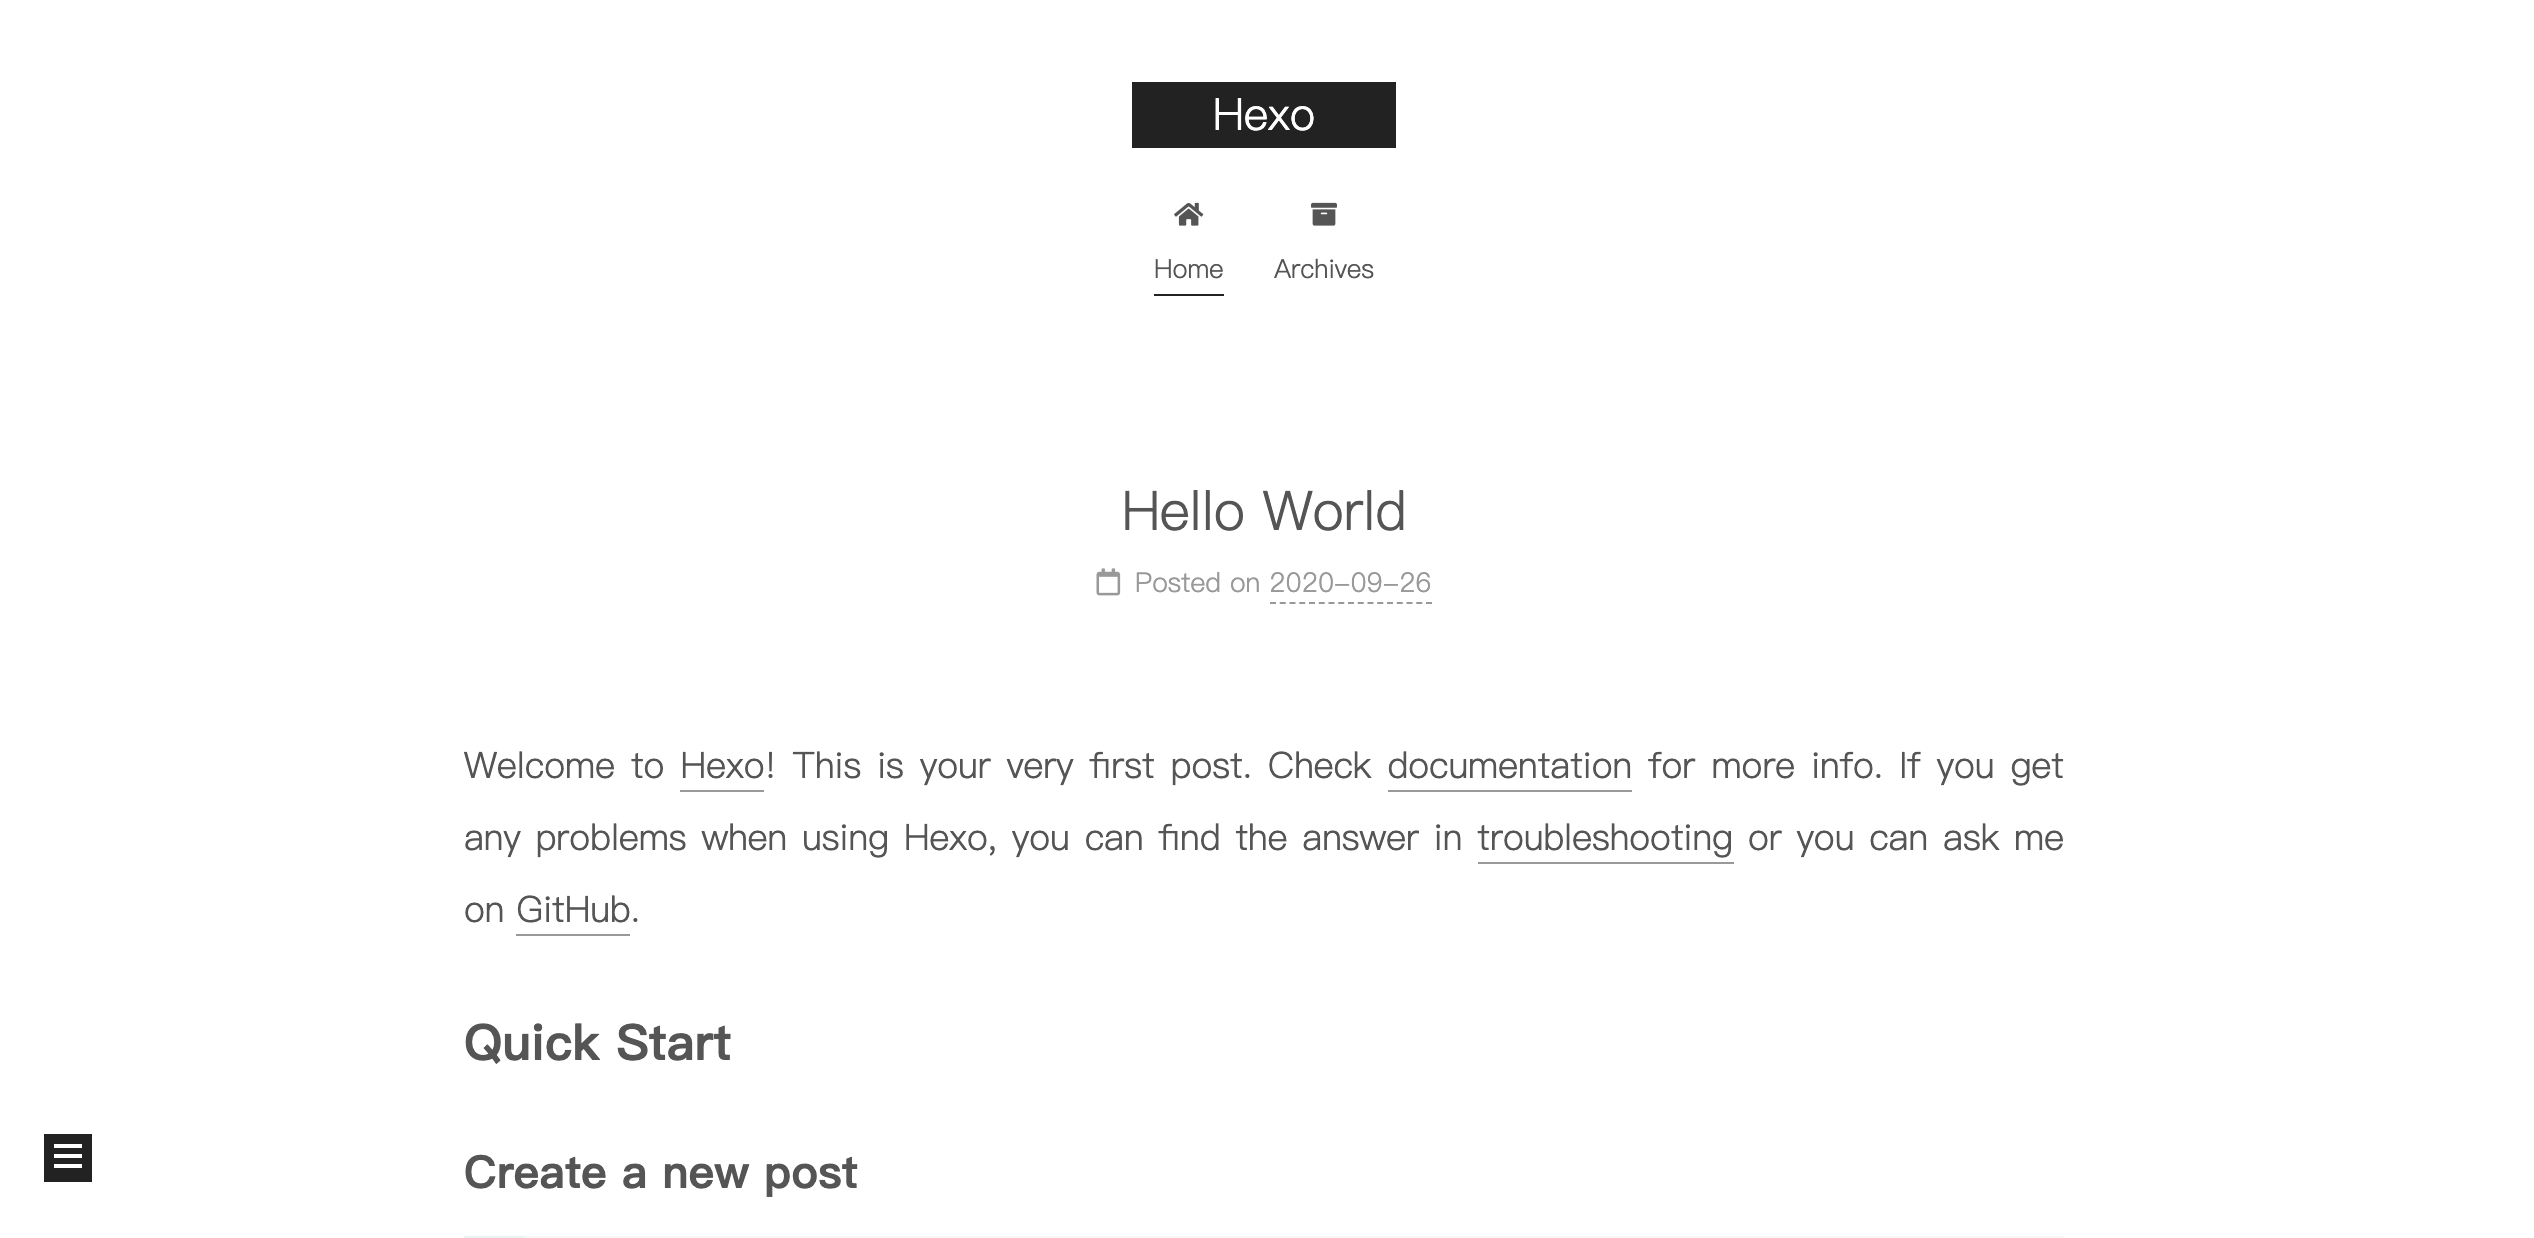 Hexo
Home Archives
Hello World
Posted on 2020-09-26
Welcome to Hexo! This is your very first post. Check documentation for more info. If you get
any problems when using Hexo, you can find the answer in troubleshooting or you can ask me
on GitHub.
Quick Start
Create a new post